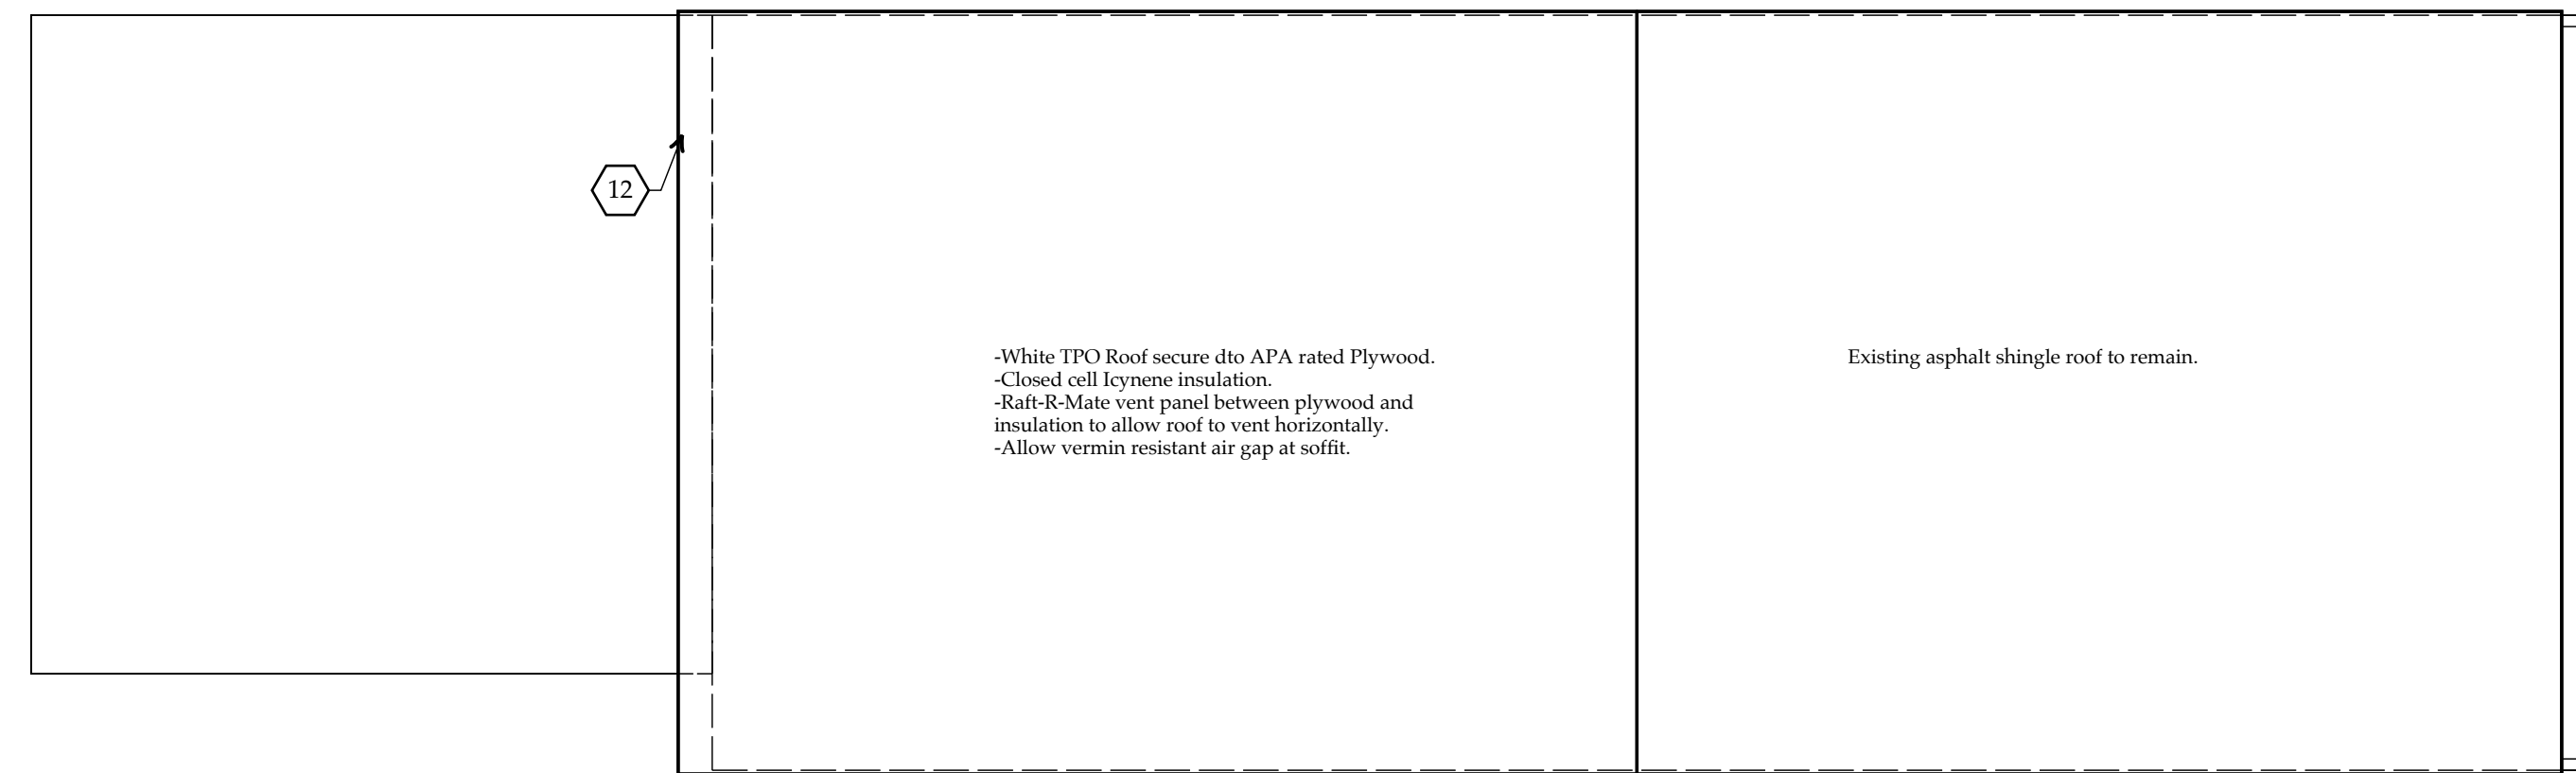 12
-White TPO Roof secure dto APA rated Plywood.
-Closed cell Icynene insulation.
-Raft-R-Mate vent panel between plywood and
insulation to allow roof to vent horizontally.
-Allow vermin resistant air gap at soffit.
Existing asphalt shingle roof to remain.